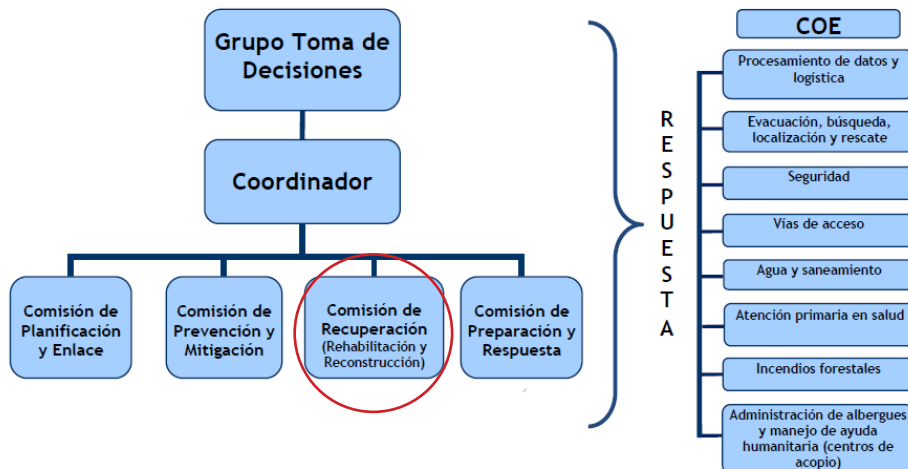 Grupo Toma de
Decisiones
Coordinador
Comisión de
Planificación
y Enlace
Comisión de
Prevención y
Mitigación
Comisión de
Recuperación
(Rehabilitación y
Reconstrucción)
Comisión de
Preparación y
Respuesta
RESPUESTA
COE
Procesamiento de datos y
logística
Evacuación, búsqueda,
localización y rescate
Seguridad
Vías de acceso
Agua y saneamiento
Atención primaria en salud
Incendios forestales
Administración de albergues
y manejo de ayuda
humanitaria (centros de
acopio)